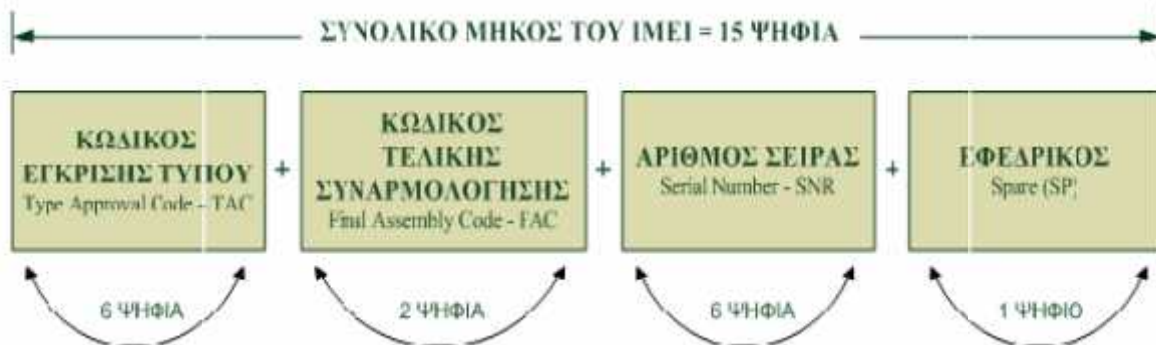 ΣΥΝΟΛΙΚΟ ΜΗΚΟΣ ΤΟΥ IMEI = 15 ΨΗΦΙΑ
ΚΩΔΙΚΟΣ
ΕΓΚΡΙΣΗΣ ΤΥΠΟΥ
Type Approval Code - TAC
+
ΚΩΔΙΚΟΣ
ΤΕΛΙΚΗΣ
ΣΥΝΑΡΜΟΛΟΓΗΣΗΣ
Final Assembly Code - FAC
+
ΑΡΙΘΜΟΣ ΣΕΙΡΑΣ
Serial Number - SNR
+
ΕΦΕΔΡΙΚΟΣ
Spare (SP)
6 ΨΗΦΙΑ
2 ΨΗΦΙΑ
6 ΨΗΦΙΑ
1 ΨΗΦΙΟ